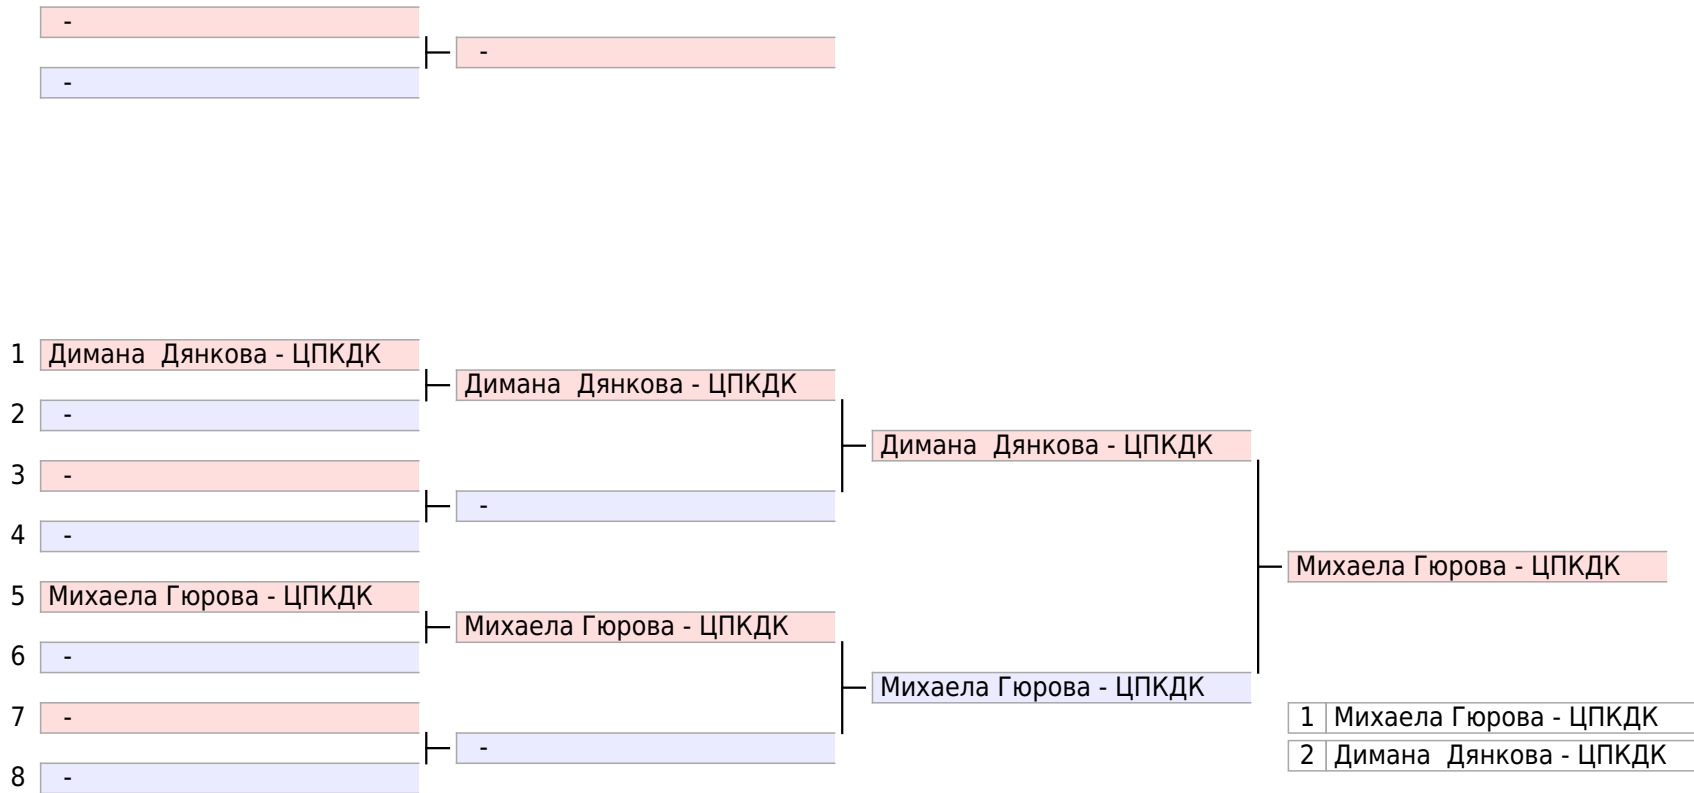 -
-
-
1 Димана  Дянкова - ЦПКДК
Димана  Дянкова - ЦПКДК
2 -
Димана  Дянкова - ЦПКДК
3 -
-
4 -
Михаела Гюрова - ЦПКДК
5 Михаела Гюрова - ЦПКДК
Михаела Гюрова - ЦПКДК
6 -
Михаела Гюрова - ЦПКДК
7 -
1 Михаела Гюрова - ЦПКДК
-
2 Димана  Дянкова - ЦПКДК
8 -